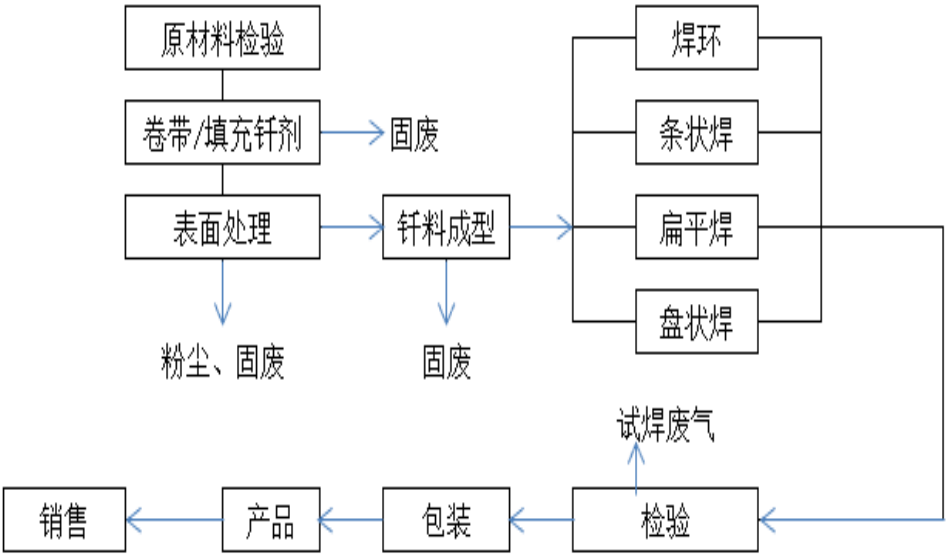 原材料检验
卷带/填充钎剂
固废
表面处理
钎料成型
粉尘、固废
固废
焊环
条状焊
扁平焊
盘状焊
试焊废气
检验
包装
产品
销售